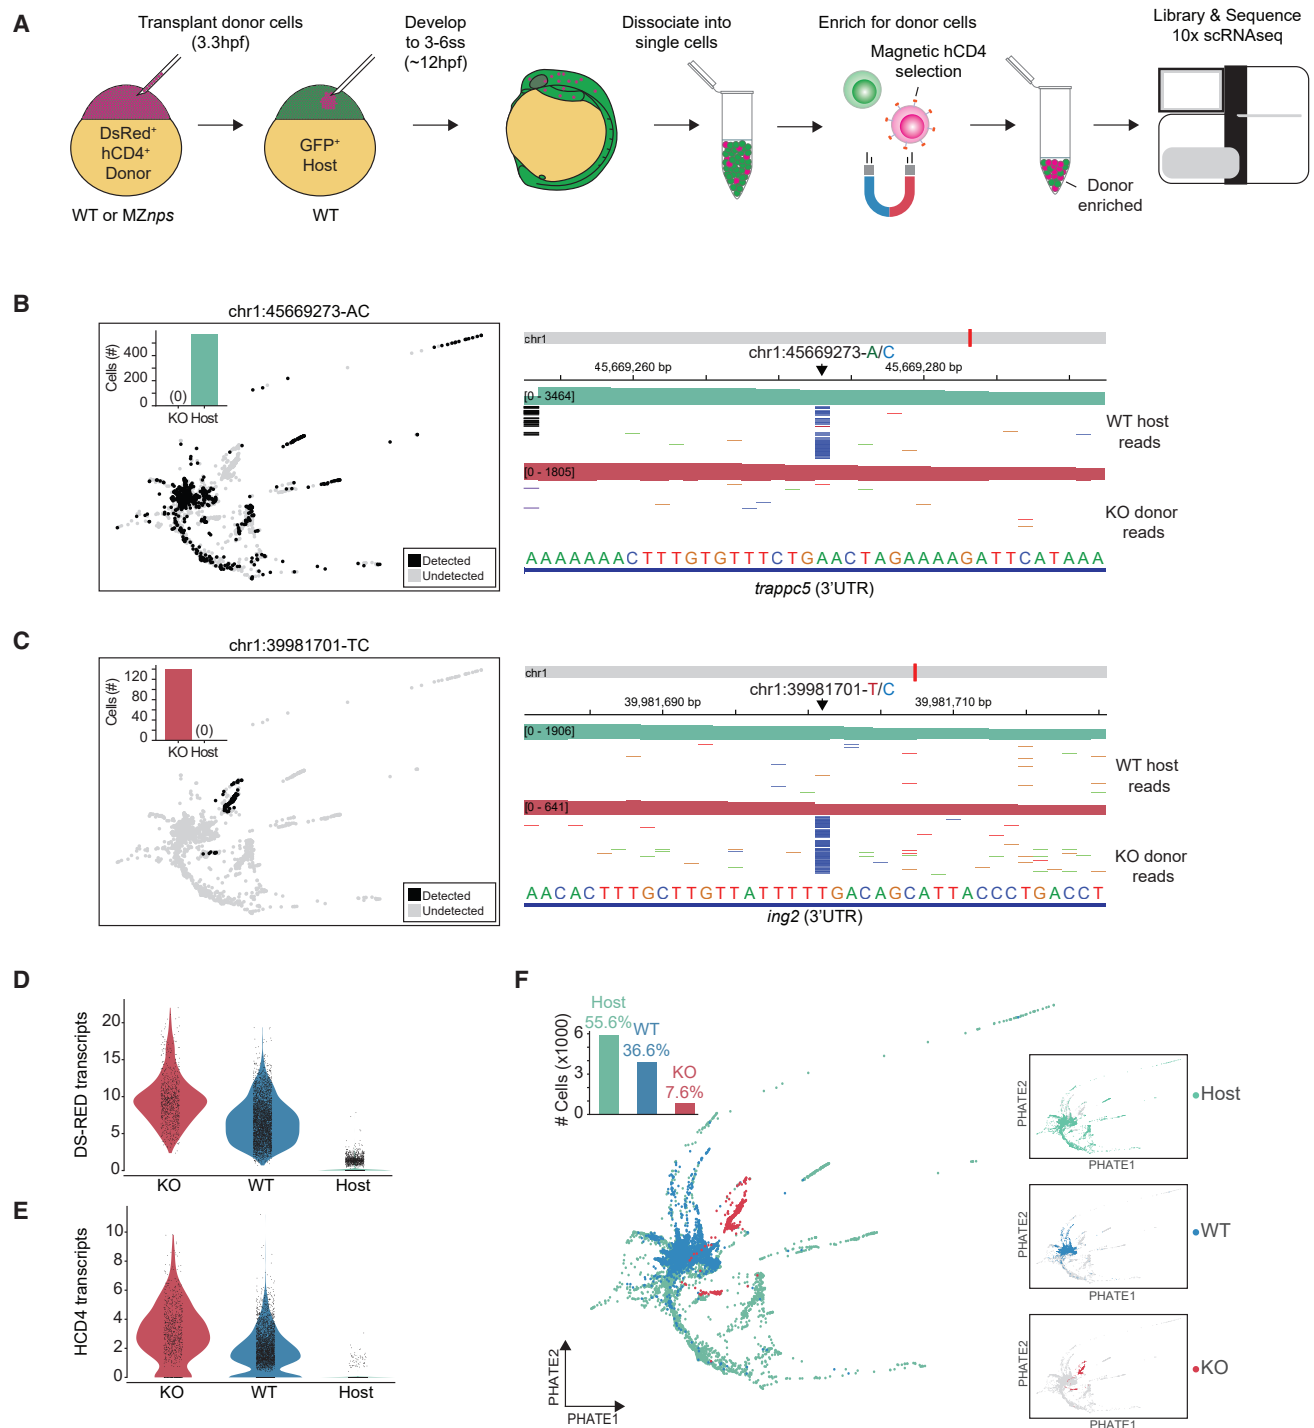 A
Transplant donor cells
(3.3hpf)
Develop
to 3-6ss
(~12hpf)
Dissociate into
single cells
Enrich for donor cells
Magnetic hCD4
selection
Library & Sequence
10x scRNAseq
DsRed⁺
hCD4⁺
Donor
GFP⁺
Host
WT or MZnps
WT
Donor
enriched
B
chr1:45669273-AC
Cells (#)
400
200
0
(0)
KO Host
Detected
Undetected
chr1
chr1:45669273-A/C
45,669,260 bp
45,669,280 bp
[0 - 3464]
WT host
reads
[0 - 1805]
KO donor
reads
AAAAAAACTTTGTGTTTCTGAACTAGAAAAGATTCATAAA
trappc5 (3'UTR)
C
chr1:39981701-TC
Cells (#)
120
80
40
0
(0)
KO Host
Detected
Undetected
chr1
chr1:39981701-T/C
39,981,690 bp
39,981,710 bp
[0 - 1906]
WT host
reads
[0 - 641]
KO donor
reads
AACACTTTGCTTGTTATTTTTGACAGCATTACCCTGACCT
ing2 (3'UTR)
D
DS-RED transcripts
20
15
10
5
0
KO
WT
Host
E
HCD4 transcripts
10
8
6
4
2
0
KO
WT
Host
F
# Cells (x1000)
6
3
0
Host
55.6%
WT
36.6%
KO
7.6%
PHATE2
PHATE1
PHATE2
PHATE1
Host
PHATE2
PHATE1
WT
PHATE2
PHATE1
KO